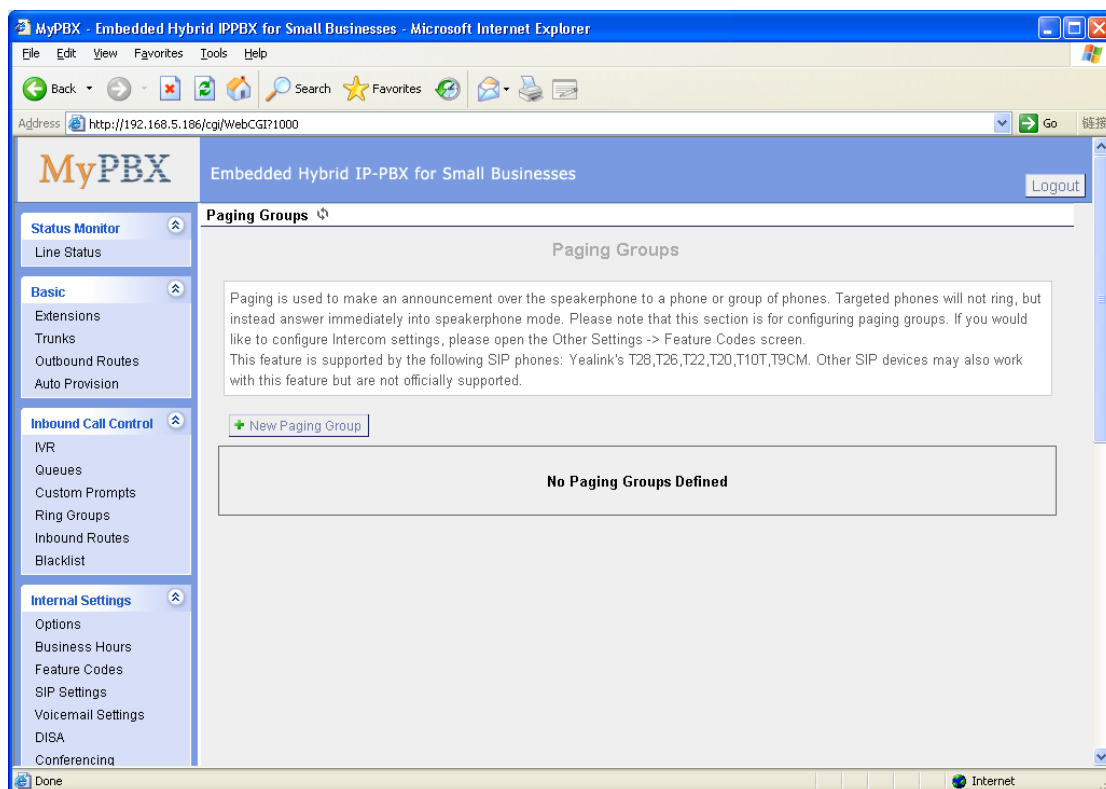 MyPBX - Embedded Hybrid IPPBX for Small Businesses - Microsoft Internet Explorer
File Edit View Favorites Tools Help
Back Search Favorites
Address http://192.168.5.186/cgi/WebCGI?1000 Go 链接
MyPBX
Embedded Hybrid IP-PBX for Small Businesses
Logout
Status Monitor
Line Status
Basic
Extensions
Trunks
Outbound Routes
Auto Provision
Inbound Call Control
IVR
Queues
Custom Prompts
Ring Groups
Inbound Routes
Blacklist
Internal Settings
Options
Business Hours
Feature Codes
SIP Settings
Voicemail Settings
DISA
Conferencing
Paging Groups
Paging Groups
Paging is used to make an announcement over the speakerphone to a phone or group of phones. Targeted phones will not ring, but
instead answer immediately into speakerphone mode. Please note that this section is for configuring paging groups. If you would
like to configure Intercom settings, please open the Other Settings -> Feature Codes screen.
This feature is supported by the following SIP phones: Yealink's T28,T26,T22,T20,T10T,T9CM. Other SIP devices may also work
with this feature but are not officially supported.
New Paging Group
No Paging Groups Defined
Done Internet